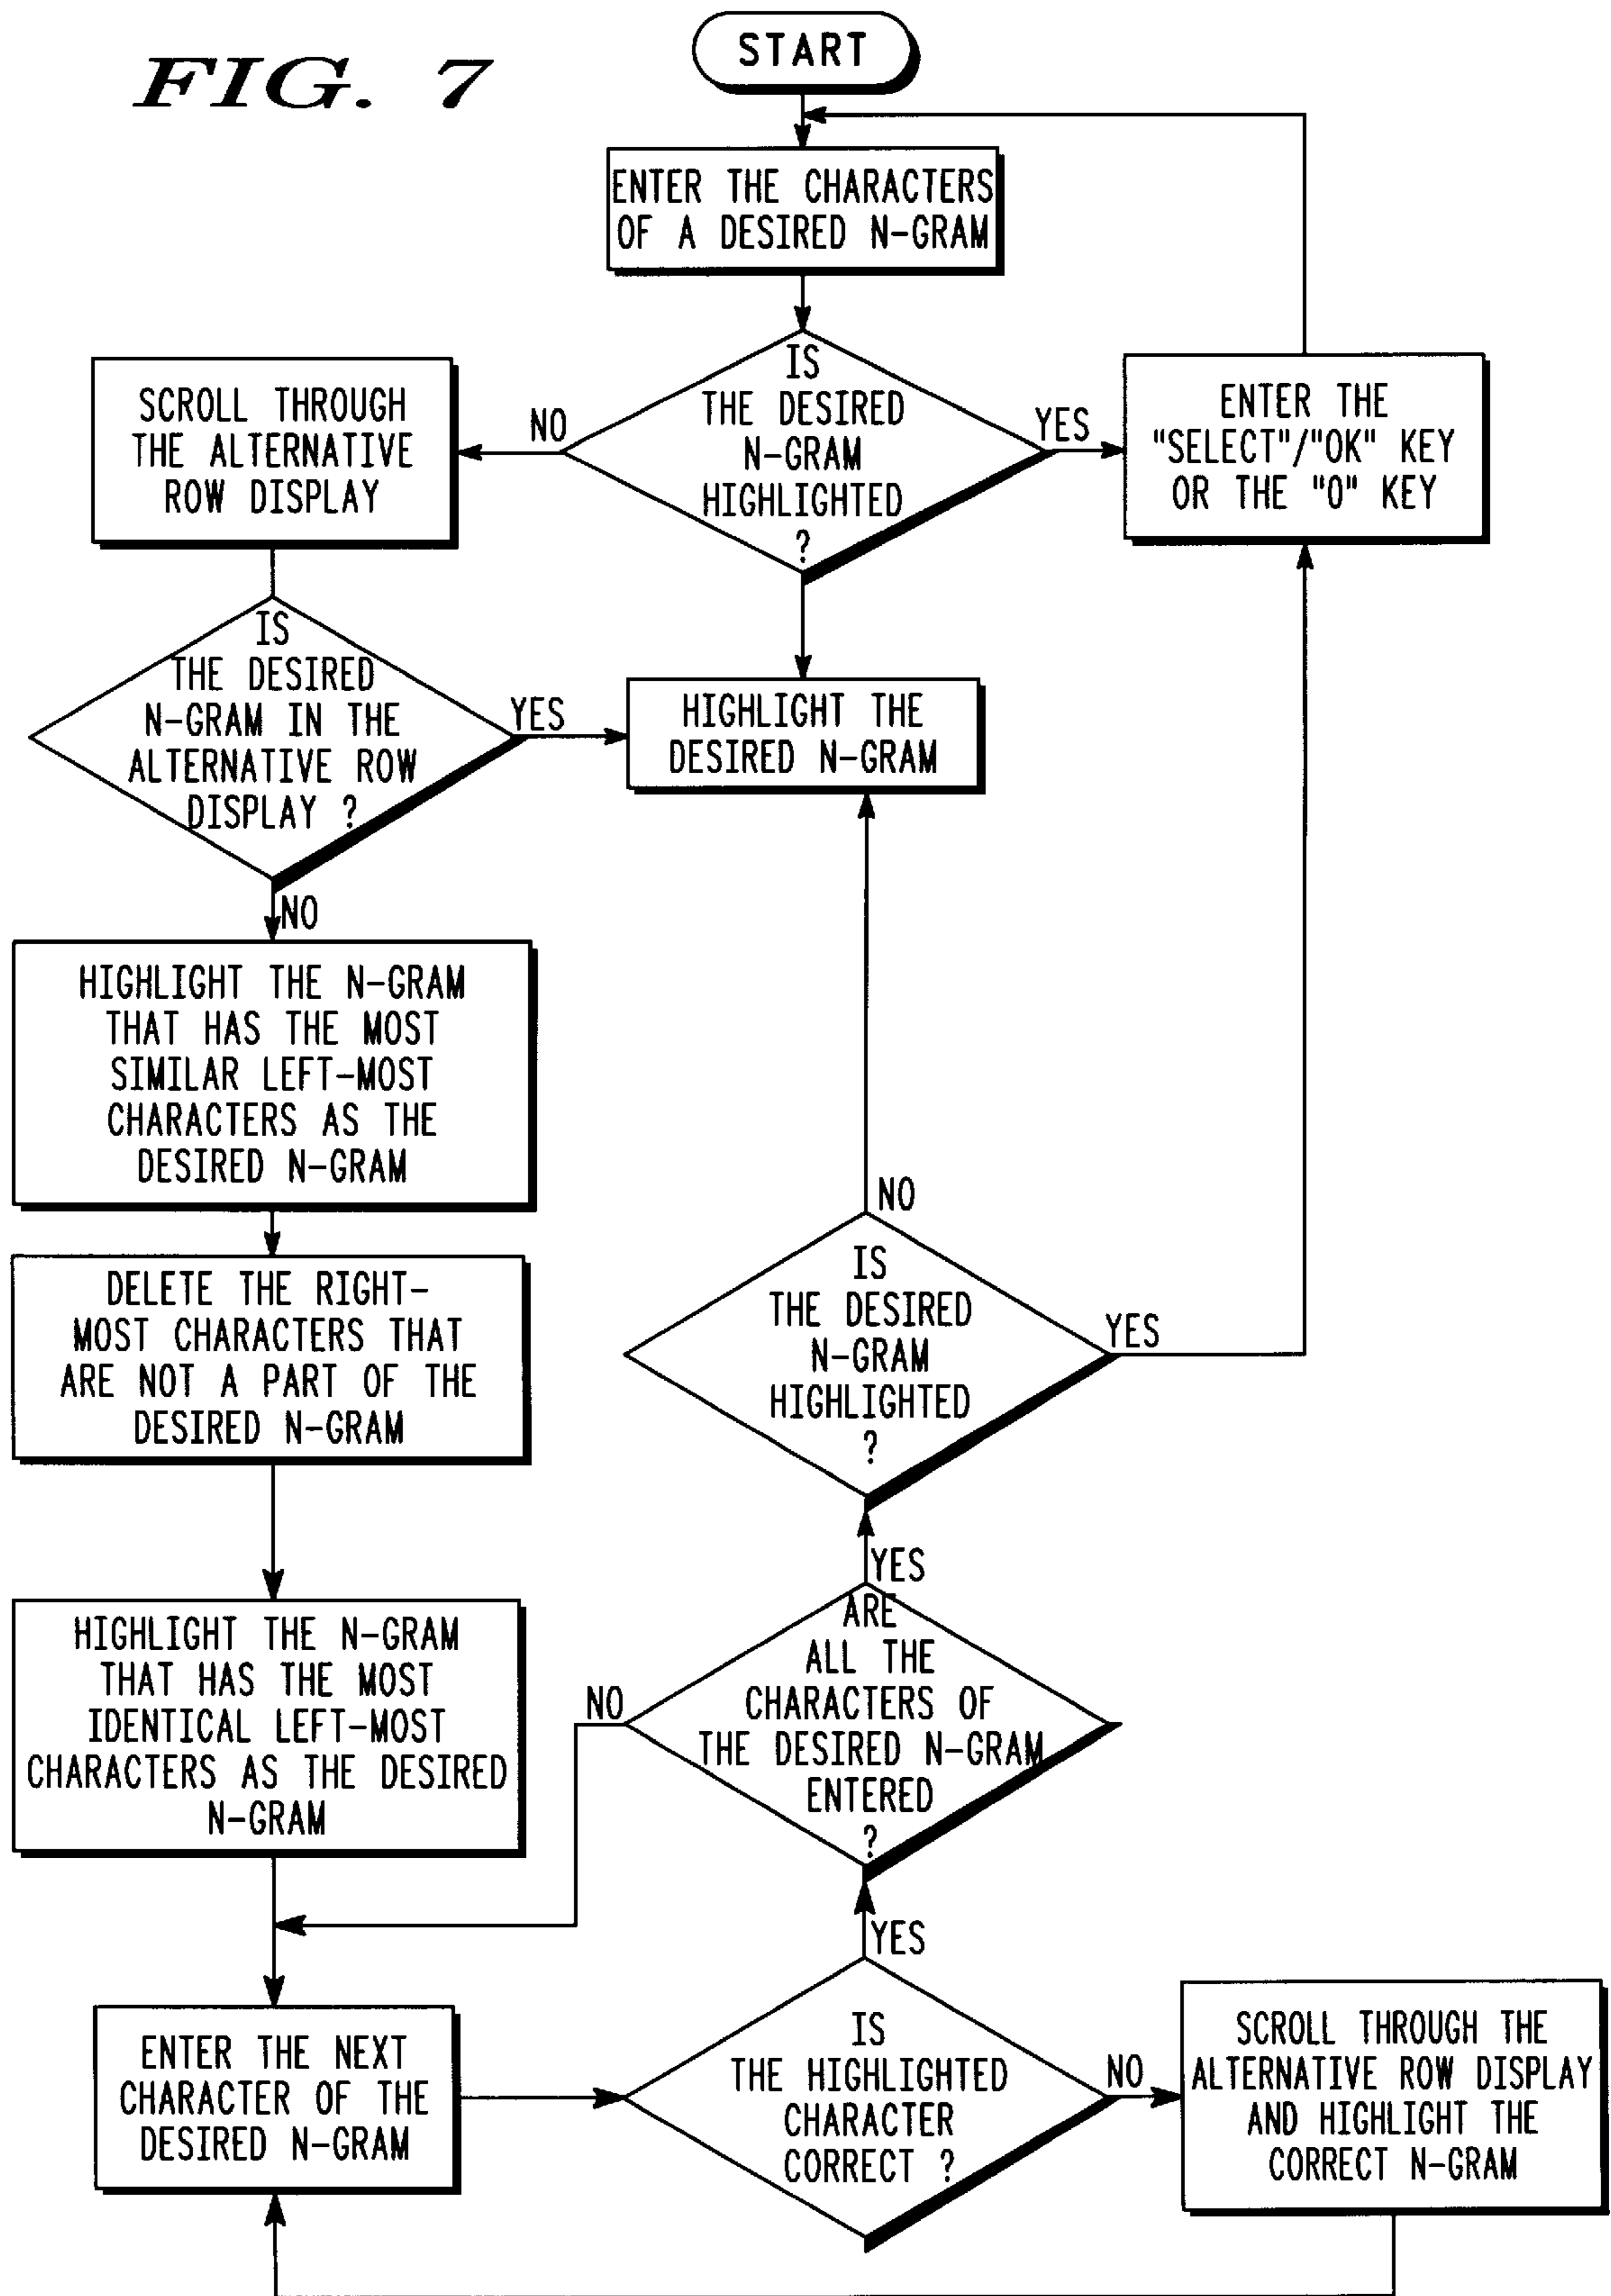 FIG. 7
START
ENTER THE CHARACTERS
OF A DESIRED N-GRAM
IS
THE DESIRED
N-GRAM
HIGHLIGHTED
?
NO
YES
SCROLL THROUGH
THE ALTERNATIVE
ROW DISPLAY
ENTER THE
"SELECT"/"OK" KEY
OR THE "0" KEY
IS
THE DESIRED
N-GRAM IN THE
ALTERNATIVE ROW
DISPLAY ?
YES
NO
HIGHLIGHT THE
DESIRED N-GRAM
HIGHLIGHT THE N-GRAM
THAT HAS THE MOST
SIMILAR LEFT-MOST
CHARACTERS AS THE
DESIRED N-GRAM
DELETE THE RIGHT-
MOST CHARACTERS THAT
ARE NOT A PART OF THE
DESIRED N-GRAM
HIGHLIGHT THE N-GRAM
THAT HAS THE MOST
IDENTICAL LEFT-MOST
CHARACTERS AS THE DESIRED
N-GRAM
NO
IS
THE DESIRED
N-GRAM
HIGHLIGHTED
?
YES
YES
ARE
ALL THE
CHARACTERS OF
THE DESIRED N-GRAM
ENTERED
?
NO
YES
ENTER THE NEXT
CHARACTER OF THE
DESIRED N-GRAM
IS
THE HIGHLIGHTED
CHARACTER
CORRECT ?
NO
SCROLL THROUGH THE
ALTERNATIVE ROW DISPLAY
AND HIGHLIGHT THE
CORRECT N-GRAM